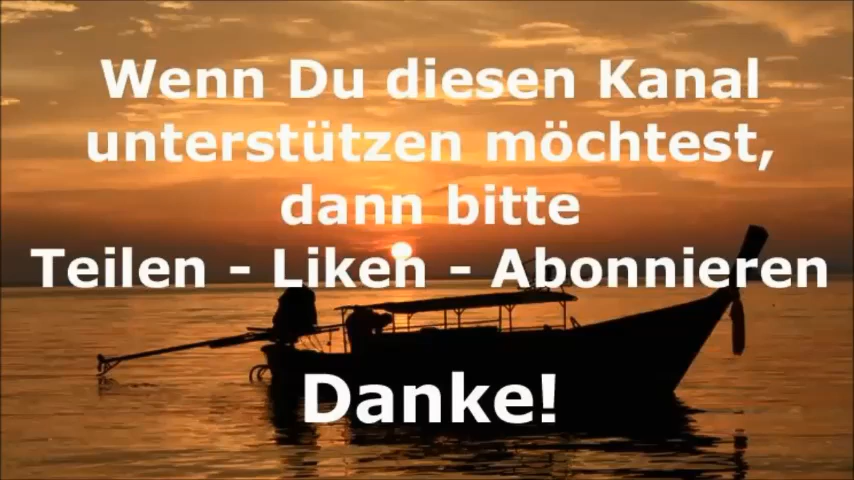 Wenn Du diesen Kanal
unterstützen möchtest,
dann bitte
Teilen - Liken - Abonnieren
Danke!